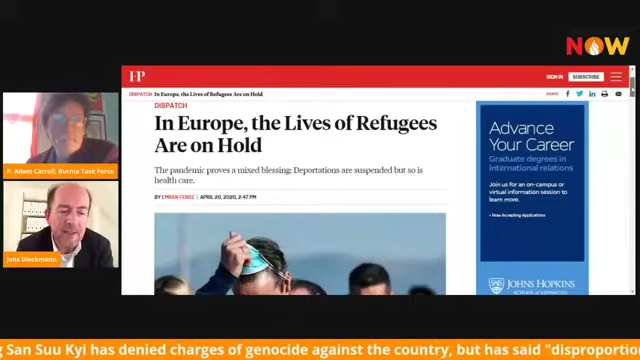 NOW
FP
SIGN IN
SUBSCRIBE
DISPATCH In Europe, the Lives of Refugees Are on Hold
SHARE:
DISPATCH
In Europe, the Lives of Refugees
Are on Hold
The pandemic proves a mixed blessing: Deportations are suspended but so is
health care.
BY EMRAN FEROZ | APRIL 20, 2020, 2:47 PM
Advance
Your Career
Graduate degrees in
international relations
Join us for an on-campus or
virtual information session to
learn more.
• Now Accepting Applications
JOHNS HOPKINS
P. Adem Carroll, Burma Task Force
Jens Dieckmann
g San Suu Kyi has denied charges of genocide against the country, but has said "disproportion